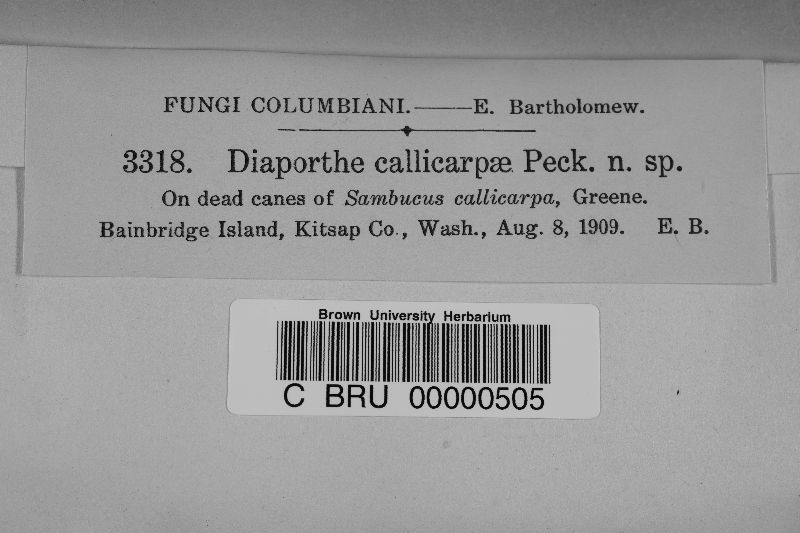 FUNGI COLUMBIANI.——E. Bartholomew.
3318. Diaporthe callicarpæ Peck. n. sp.
On dead canes of Sambucus callicarpa, Greene.
Bainbridge Island, Kitsap Co., Wash., Aug. 8, 1909. E. B.
Brown University Herbarium
C BRU 00000505